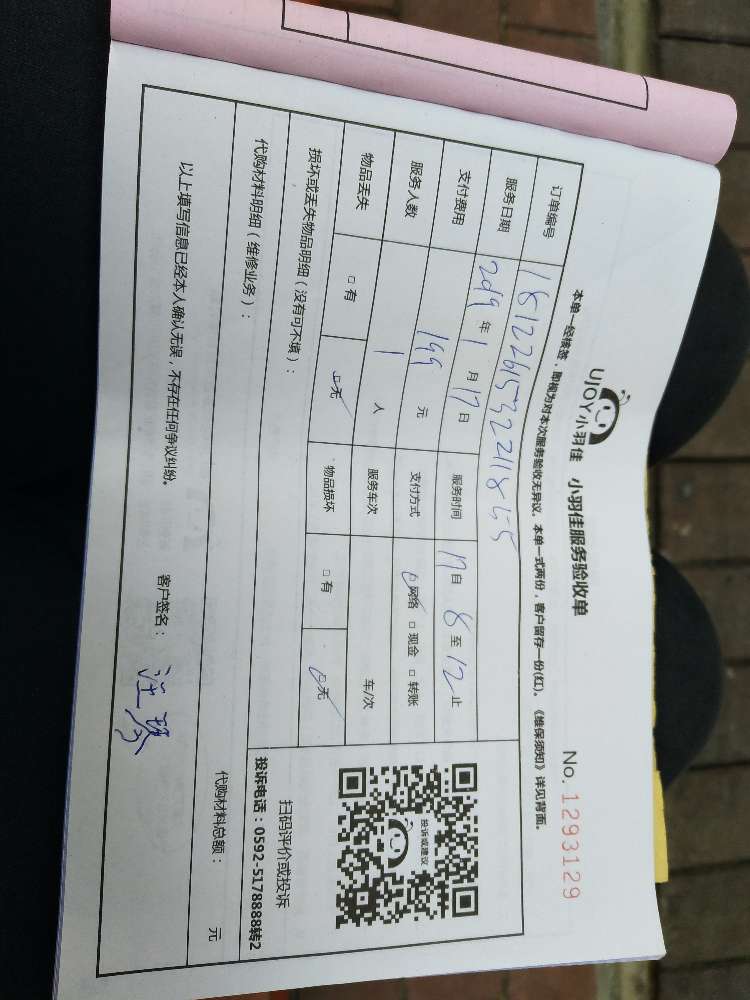 UJOY小羽佳 小羽佳服务验收单
No. 1293129
本单一经核签，即视为对本次服务验收无异议。本单一式两份，客户留存一份(红)。《维保须知》详见背面。
订单编号
服务日期 2019 年 1 月 17 日 服务时间 17 自 8 至 12 止
支付费用 199 元 支付方式 ☑网络 □现金 □转账
服务人数 1 人 服务车次 车/次
物品丢失 □有 ☑无 物品损坏 □有 ☑无
损坏或丢失物品明细（没有可不填）：
投诉或建议
扫码评价或投诉
投诉电话：0592-5178888转2
代购材料明细（维修业务）：
代购材料总额： 元
以上填写信息已经本人确认无误，不存在任何争议纠纷。 客户签名：